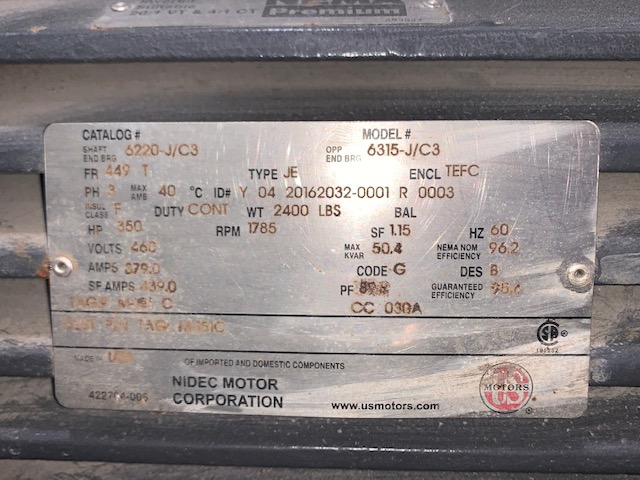 Premium
CATALOG # MODEL #
SHAFT END BRG 6220-J/C3 OPP END BRG 6315-J/C3
FR 449 T TYPE JE ENCL TEFC
PH 3 MAX AMB 40 °C ID# Y 04 20162032-0001 R 0003
INSUL CLASS F DUTY CONT WT 2400 LBS BAL
HP 350 RPM 1785 SF 1.15 HZ 60
VOLTS 460 MAX KVAR 50.4 NEMA NOM EFFICIENCY 96.2
AMPS 379.0 CODE G DES B
SF AMPS 439.0 PF GUARANTEED EFFICIENCY
TAG# C CC 030A
TAG# M451C
MADE IN USA OF IMPORTED AND DOMESTIC COMPONENTS
NIDEC MOTOR
CORPORATION
www.usmotors.com
US MOTORS